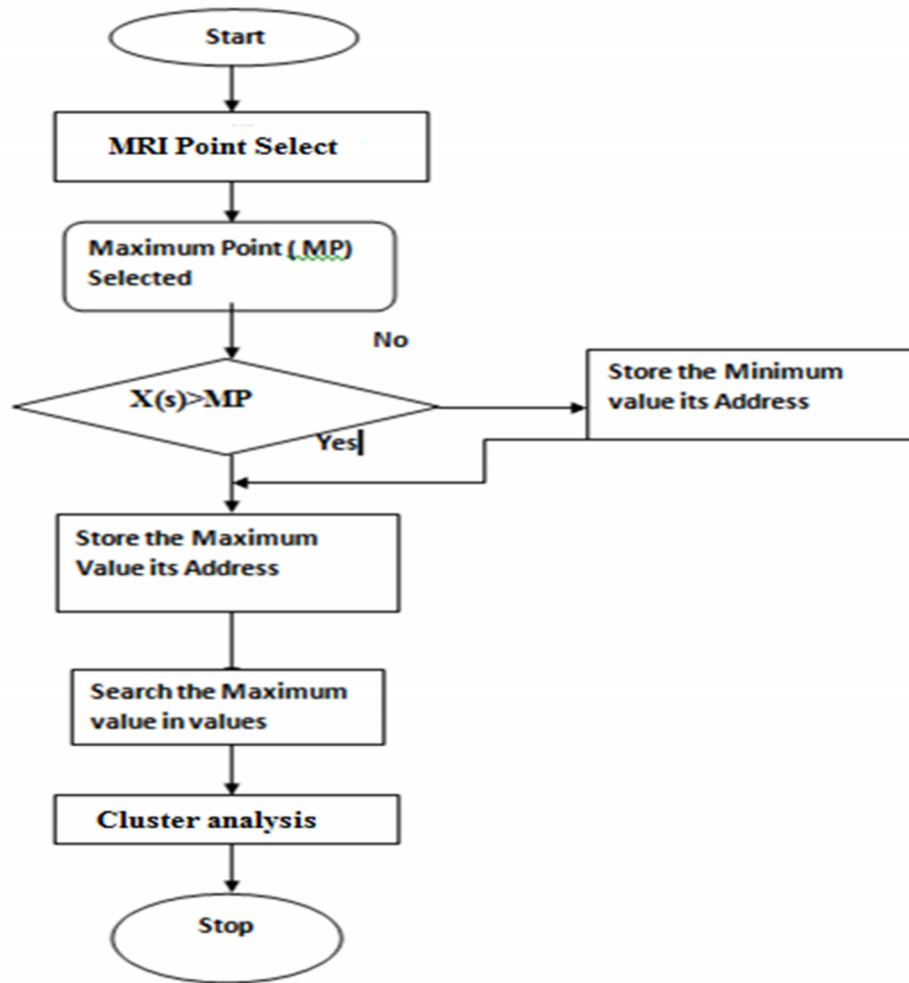 Start
MRI Point Select
Maximum Point ( MP)
Selected
No
X(s)>MP
Store the Minimum
value its Address
Yes
Store the Maximum
Value its Address
Search the Maximum
value in values
Cluster analysis
Stop